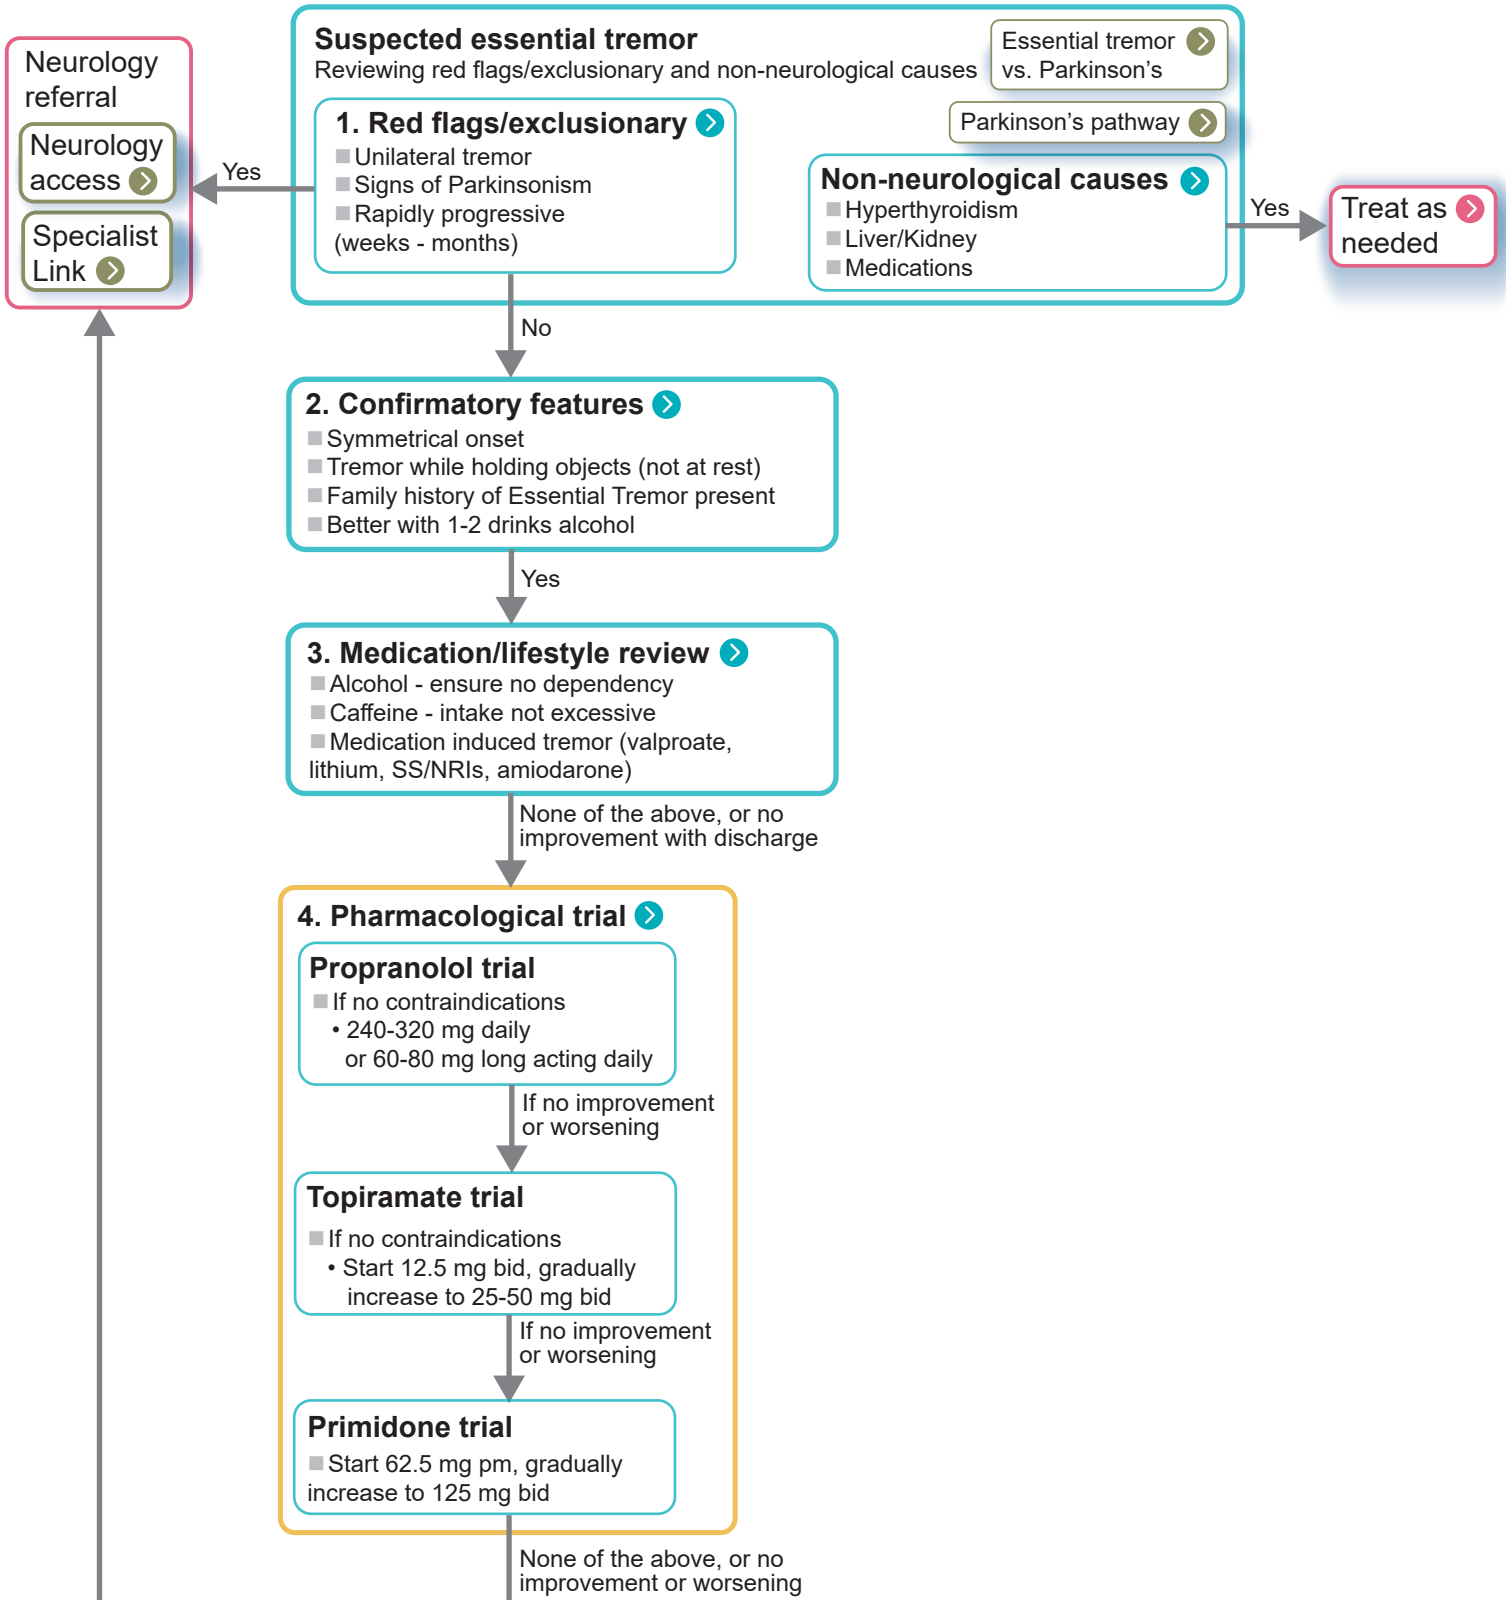 Neurology
referral
Neurology
access
Specialist
Link
Yes
Suspected essential tremor
Reviewing red flags/exclusionary and non-neurological causes
Essential tremor
vs. Parkinson's
Parkinson's pathway
1. Red flags/exclusionary
Unilateral tremor
Signs of Parkinsonism
Rapidly progressive
(weeks - months)
Non-neurological causes
Hyperthyroidism
Liver/Kidney
Medications
Yes
Treat as
needed
No
2. Confirmatory features
Symmetrical onset
Tremor while holding objects (not at rest)
Family history of Essential Tremor present
Better with 1-2 drinks alcohol
Yes
3. Medication/lifestyle review
Alcohol - ensure no dependency
Caffeine - intake not excessive
Medication induced tremor (valproate,
lithium, SS/NRIs, amiodarone)
None of the above, or no
improvement with discharge
4. Pharmacological trial
Propranolol trial
If no contraindications
• 240-320 mg daily
or 60-80 mg long acting daily
If no improvement
or worsening
Topiramate trial
If no contraindications
• Start 12.5 mg bid, gradually
increase to 25-50 mg bid
If no improvement
or worsening
Primidone trial
Start 62.5 mg pm, gradually
increase to 125 mg bid
None of the above, or no
improvement or worsening